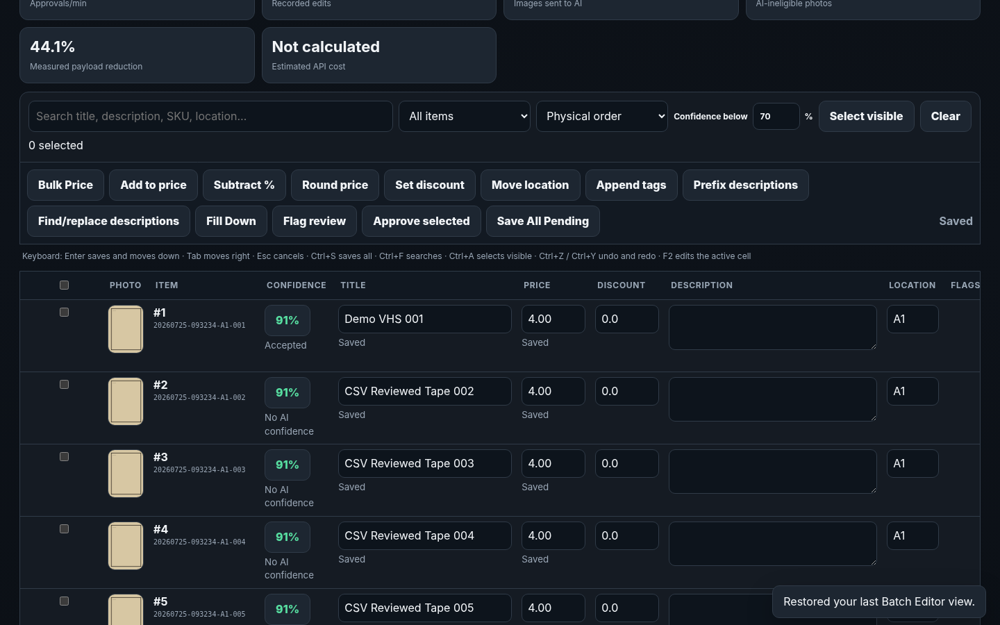 Approvals/min
Recorded edits
Images sent to AI
AI-ineligible photos
44.1%
Measured payload reduction
Not calculated
Estimated API cost
Search title, description, SKU, location...
All items
Physical order
Confidence below
70
%
Select visible
Clear
0 selected
Bulk Price
Add to price
Subtract %
Round price
Set discount
Move location
Append tags
Prefix descriptions
Find/replace descriptions
Fill Down
Flag review
Approve selected
Save All Pending
Saved
Keyboard: Enter saves and moves down · Tab moves right · Esc cancels · Ctrl+S saves all · Ctrl+F searches · Ctrl+A selects visible · Ctrl+Z / Ctrl+Y undo and redo · F2 edits the active cell
PHOTO ITEM CONFIDENCE TITLE PRICE DISCOUNT DESCRIPTION LOCATION FLAGS
#1
20260725-093234-A1-001
91%
Accepted
Demo VHS 001
Saved
4.00
Saved
0.0
A1
#2
20260725-093234-A1-002
91%
No AI
confidence
CSV Reviewed Tape 002
Saved
4.00
Saved
0.0
A1
#3
20260725-093234-A1-003
91%
No AI
confidence
CSV Reviewed Tape 003
Saved
4.00
Saved
0.0
A1
#4
20260725-093234-A1-004
91%
No AI
confidence
CSV Reviewed Tape 004
Saved
4.00
Saved
0.0
A1
#5
20260725-093234-A1-005
91%
CSV Reviewed Tape 005
4.00
0.0
Restored your last Batch Editor view.